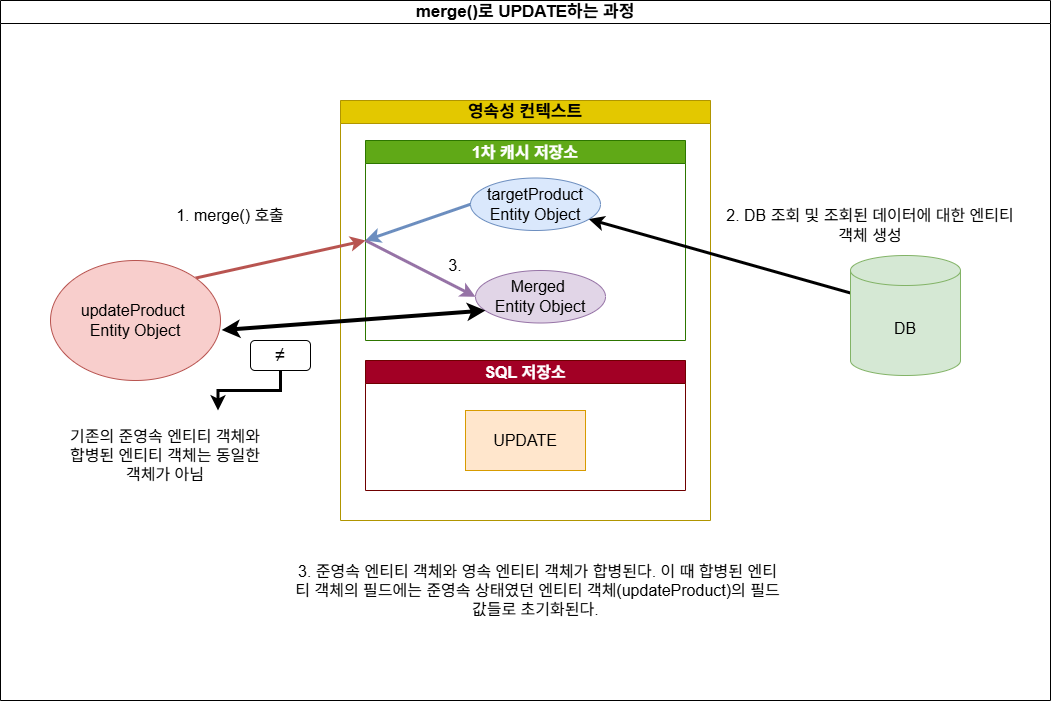 merge()로 UPDATE하는 과정
영속성 컨텍스트
1차 캐시 저장소
targetProduct
Entity Object
1. merge() 호출
2. DB 조회 및 조회된 데이터에 대한 엔티티
객체 생성
3.
Merged
Entity Object
updateProduct
Entity Object
DB
≠
SQL 저장소
UPDATE
기존의 준영속 엔티티 객체와
합병된 엔티티 객체는 동일한
객체가 아님
3. 준영속 엔티티 객체와 영속 엔티티 객체가 합병된다. 이 때 합병된 엔티
티 객체의 필드에는 준영속 상태였던 엔티티 객체(updateProduct)의 필드
값들로 초기화된다.